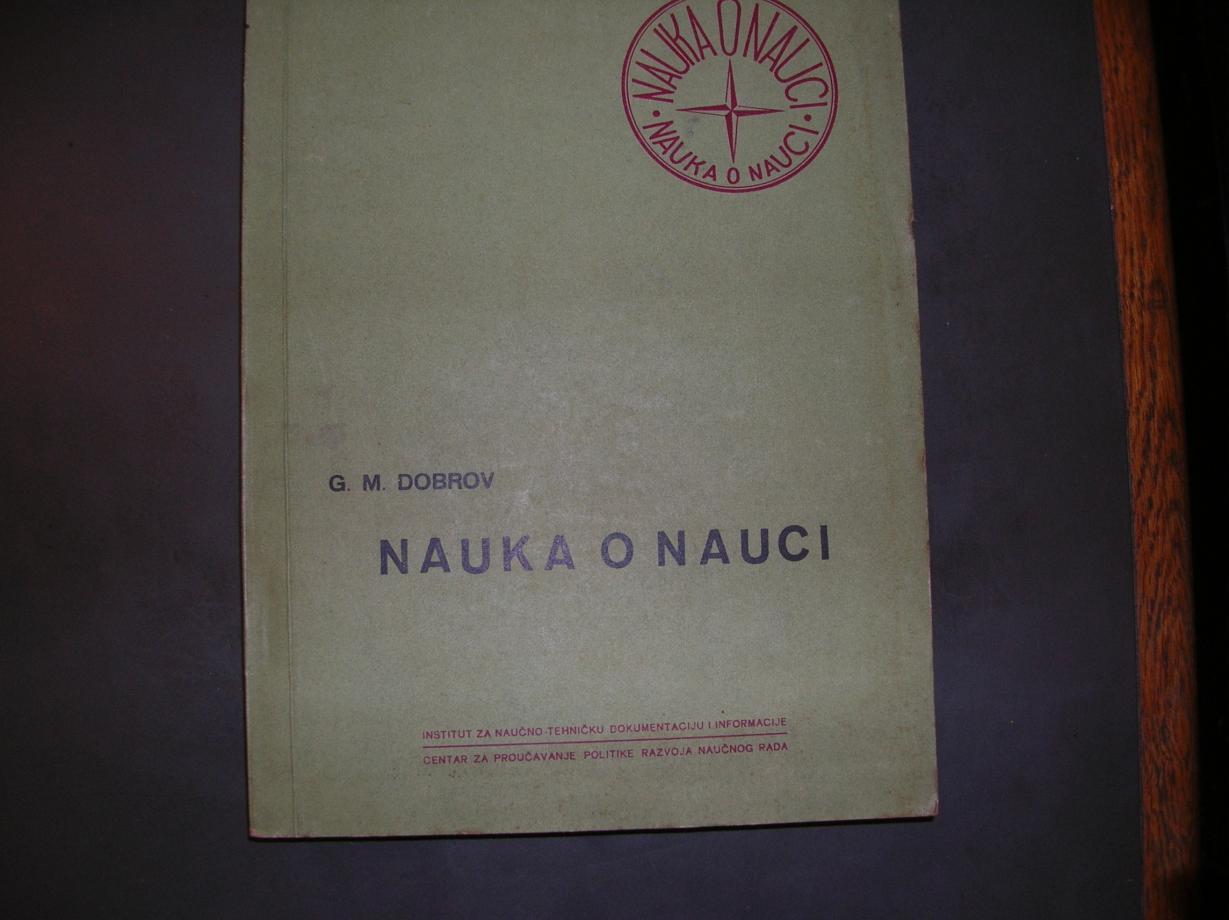 NAUKA O NAUCI
NAUKA O NAUCI
G. M. DOBROV
NAUKA O NAUCI
INSTITUT ZA NAUČNO-TEHNIČKU DOKUMENTACIJU I INFORMACIJE
CENTAR ZA PROUČAVANJE POLITIKE RAZVOJA NAUČNOG RADA